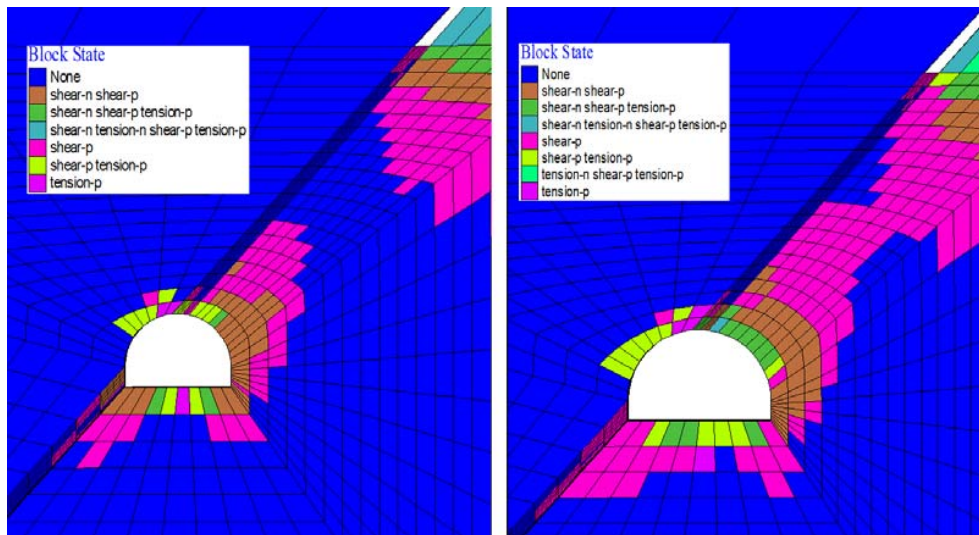 Block State
None
shear-n shear-p
shear-n shear-p tension-p
shear-n tension-n shear-p tension-p
shear-p
shear-p tension-p
tension-p
Block State
None
shear-n shear-p
shear-n shear-p tension-p
shear-n tension-n shear-p tension-p
shear-p
shear-p tension-p
tension-n shear-p tension-p
tension-p